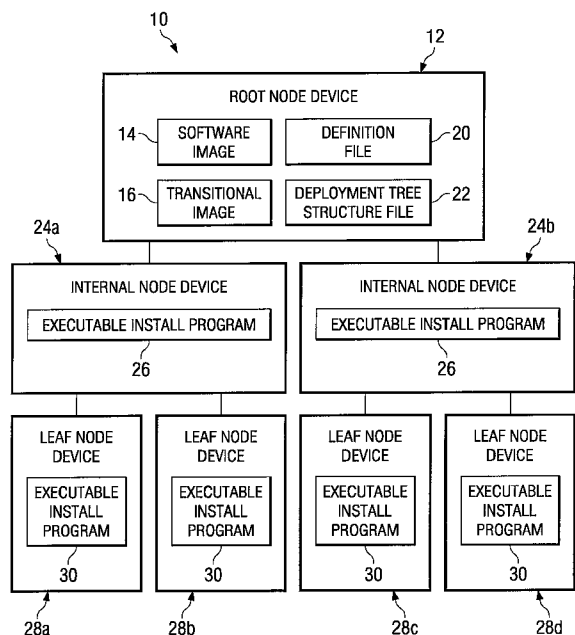 10
12
ROOT NODE DEVICE
14
SOFTWARE
IMAGE
DEFINITION
FILE
20
16
TRANSITIONAL
IMAGE
DEPLOYMENT TREE
STRUCTURE FILE
22
24a
24b
INTERNAL NODE DEVICE
EXECUTABLE INSTALL PROGRAM
26
INTERNAL NODE DEVICE
EXECUTABLE INSTALL PROGRAM
26
LEAF NODE
DEVICE
EXECUTABLE
INSTALL
PROGRAM
30
28a
LEAF NODE
DEVICE
EXECUTABLE
INSTALL
PROGRAM
30
28b
LEAF NODE
DEVICE
EXECUTABLE
INSTALL
PROGRAM
30
28c
LEAF NODE
DEVICE
EXECUTABLE
INSTALL
PROGRAM
30
28d